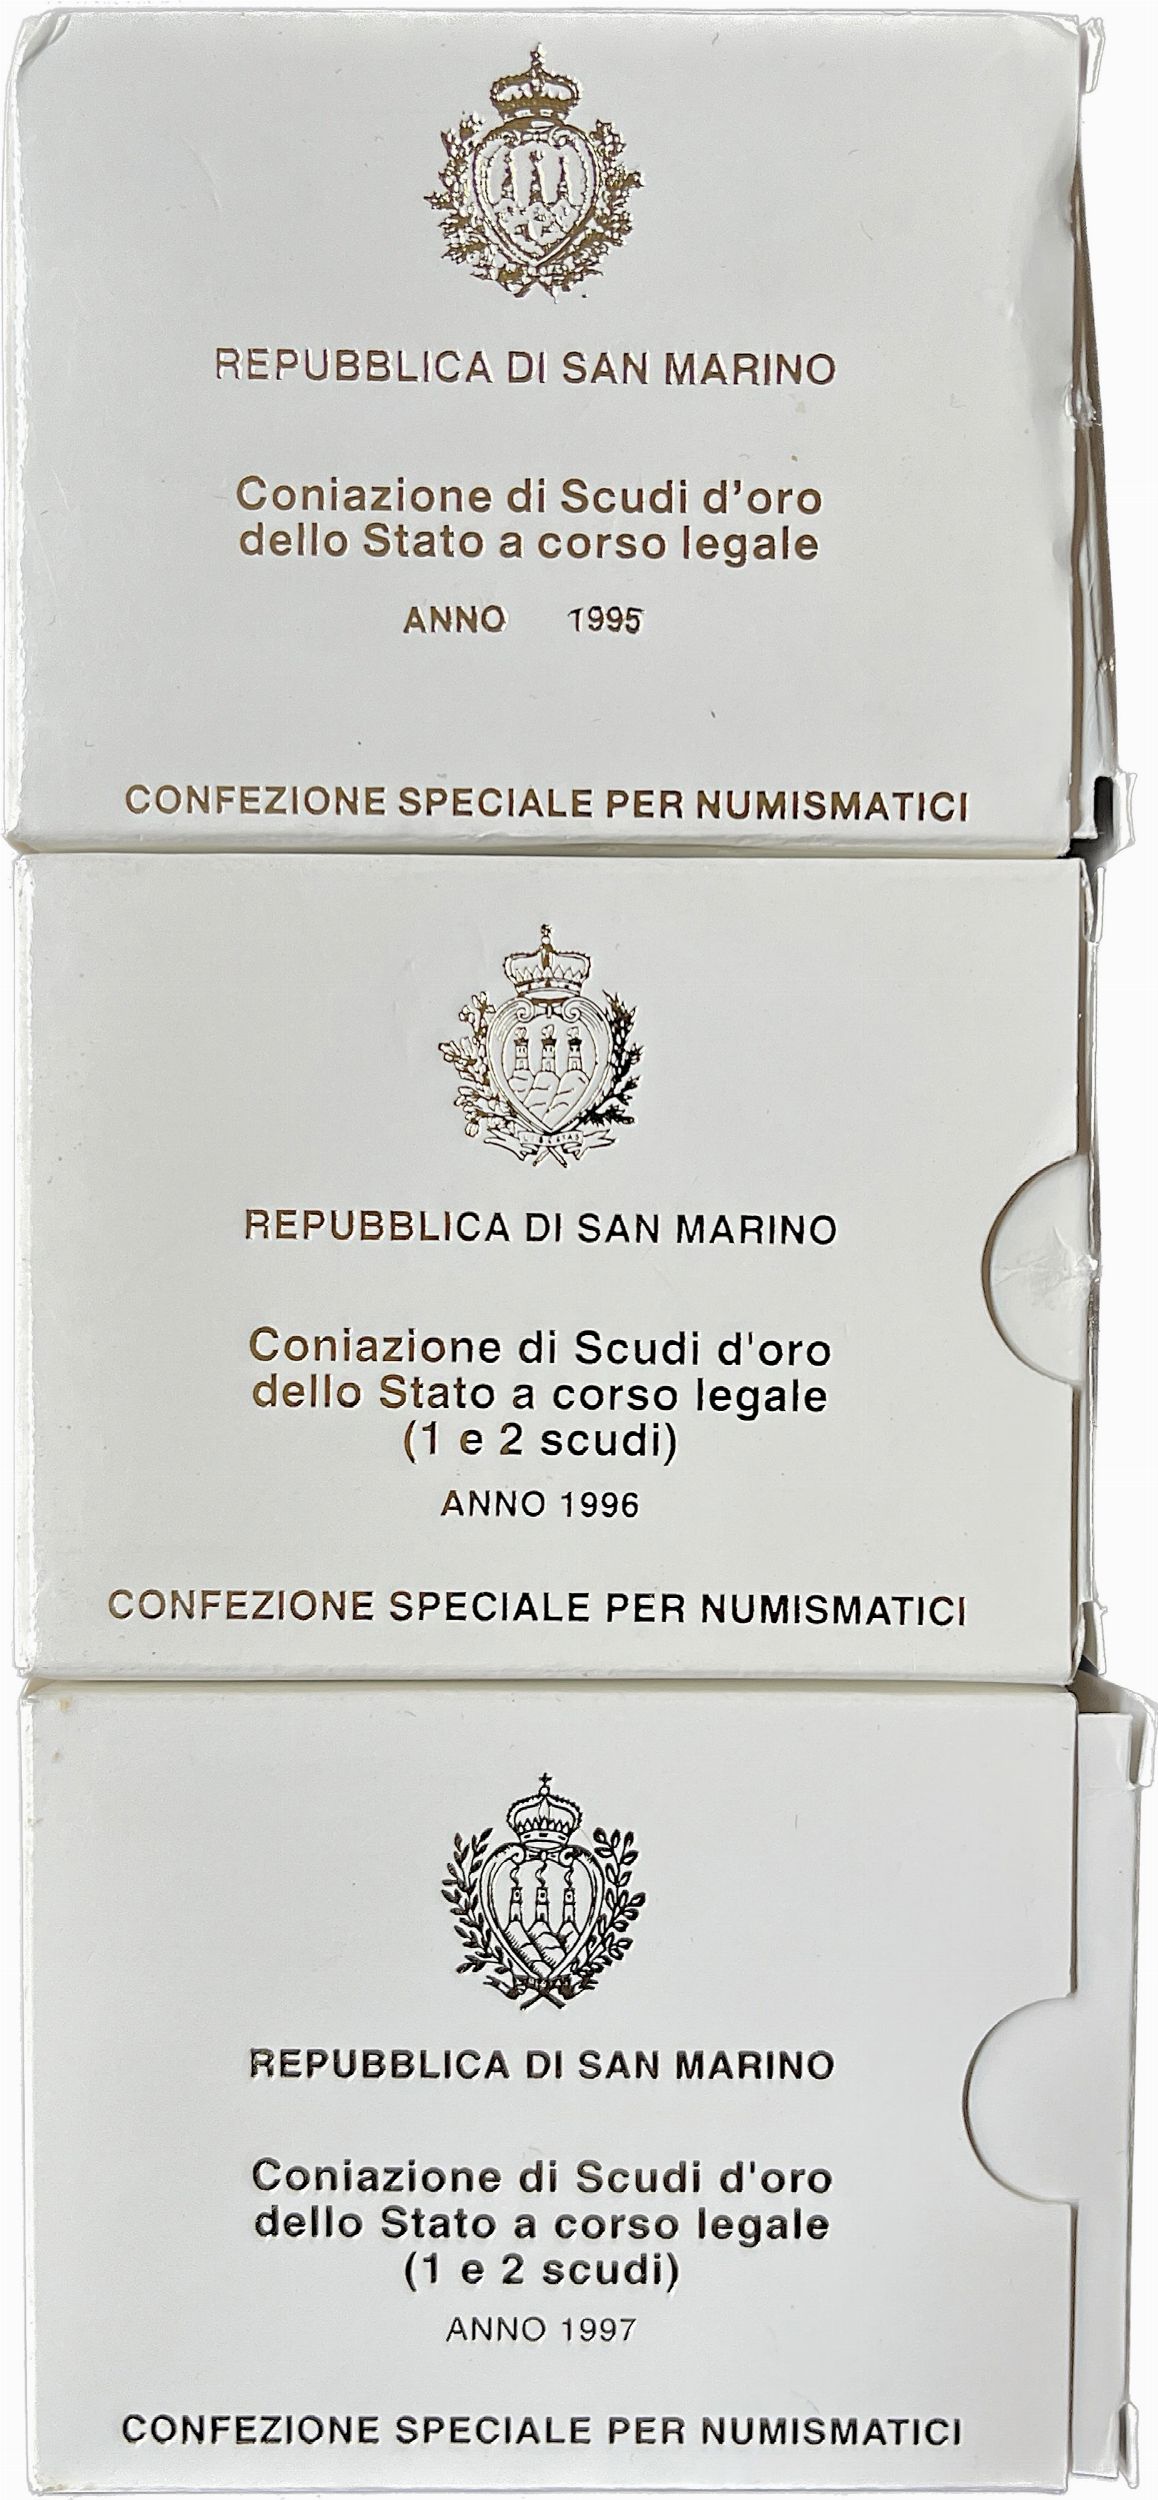 REPUBBLICA DI SAN MARINO
Coniazione di Scudi d’oro
dello Stato a corso legale
ANNO 1995
CONFEZIONE SPECIALE PER NUMISMATICI
LIBERTAS
REPUBBLICA DI SAN MARINO
Coniazione di Scudi d'oro
dello Stato a corso legale
(1 e 2 scudi)
ANNO 1996
CONFEZIONE SPECIALE PER NUMISMATICI
REPUBBLICA DI SAN MARINO
Coniazione di Scudi d'oro
dello Stato a corso legale
(1 e 2 scudi)
ANNO 1997
CONFEZIONE SPECIALE PER NUMISMATICI